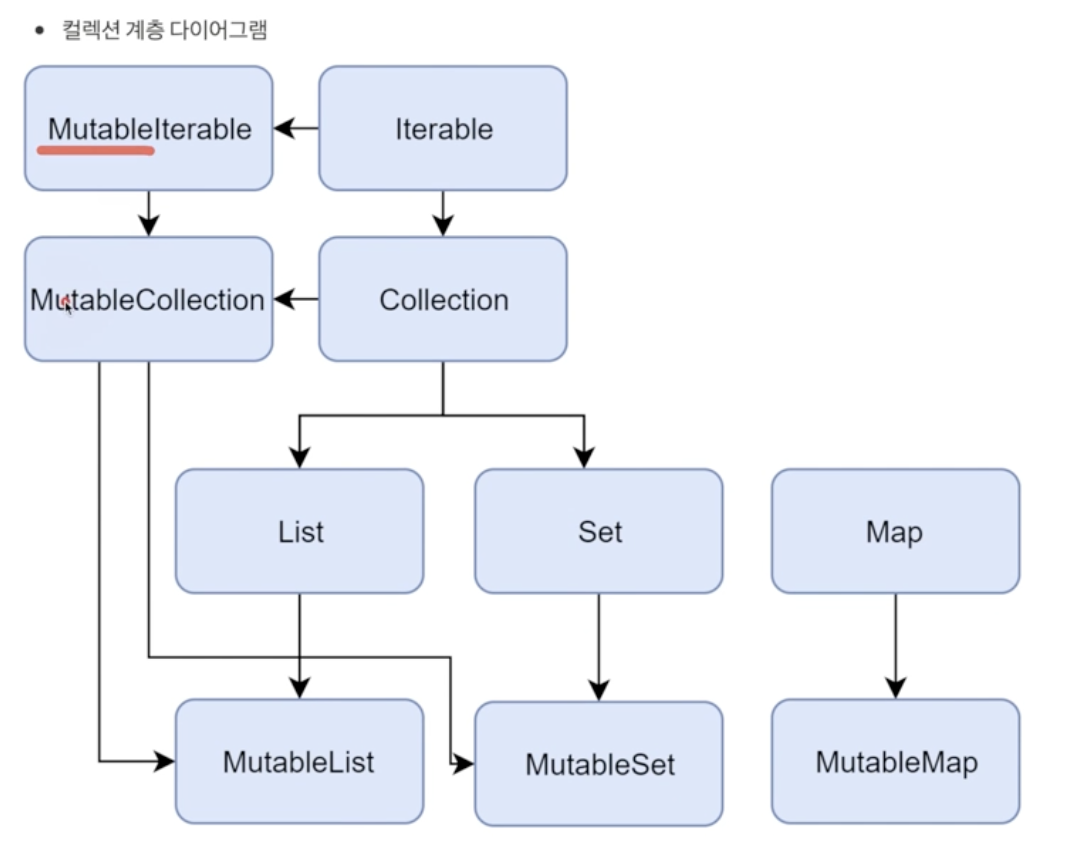 • 컬렉션 계층 다이어그램
MutableIterable
Iterable
MutableCollection
Collection
List
Set
Map
MutableList
MutableSet
MutableMap